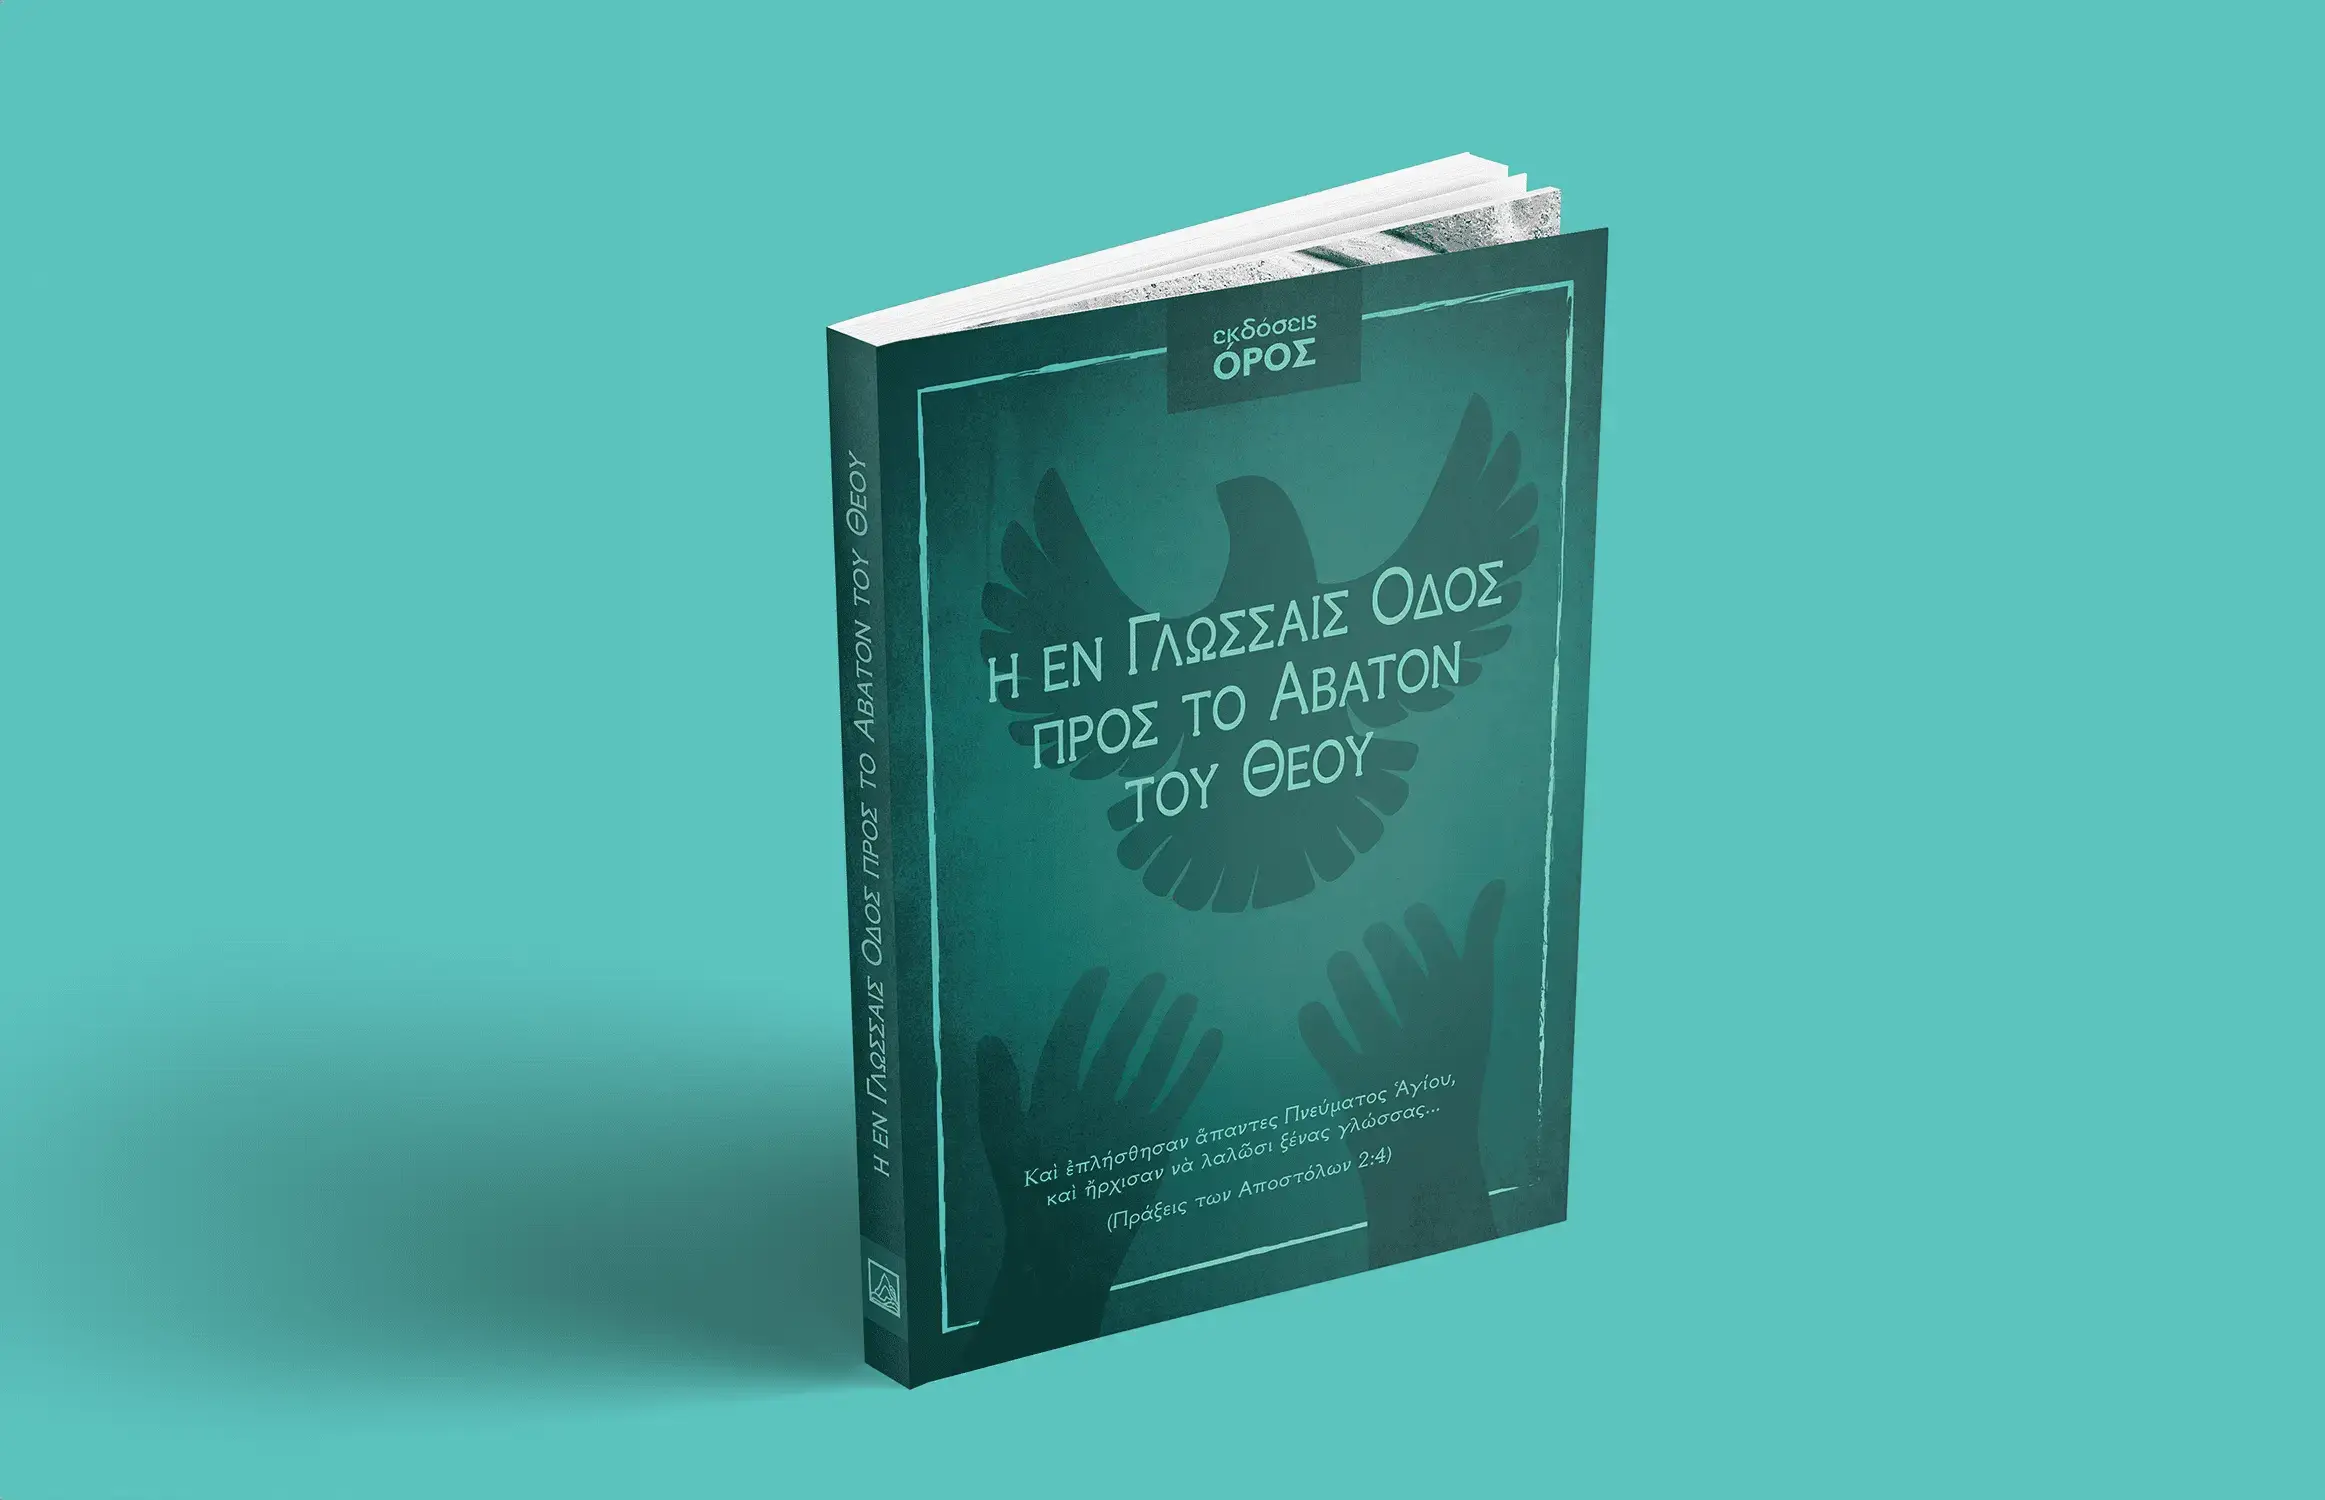 εκδόσεις
ΌΡΟΣ
Η ΕΝ ΓΛΩΣΣΑΙΣ ΟΔΟΣ
ΠΡΟΣ ΤΟ ΑΒΑΤΟΝ
ΤΟΥ ΘΕΟΥ
Καὶ ἐπλήσθησαν ἅπαντες Πνεύματος Ἁγίου,
καὶ ἤρχισαν νὰ λαλῶσι ξένας γλώσσας...
(Πράξεις των Αποστόλων 2:4)
Η ΕΝ ΓΛΩΣΣΑΙΣ ΟΔΟΣ ΠΡΟΣ ΤΟ ΑΒΑΤΟΝ ΤΟΥ ΘΕΟΥ